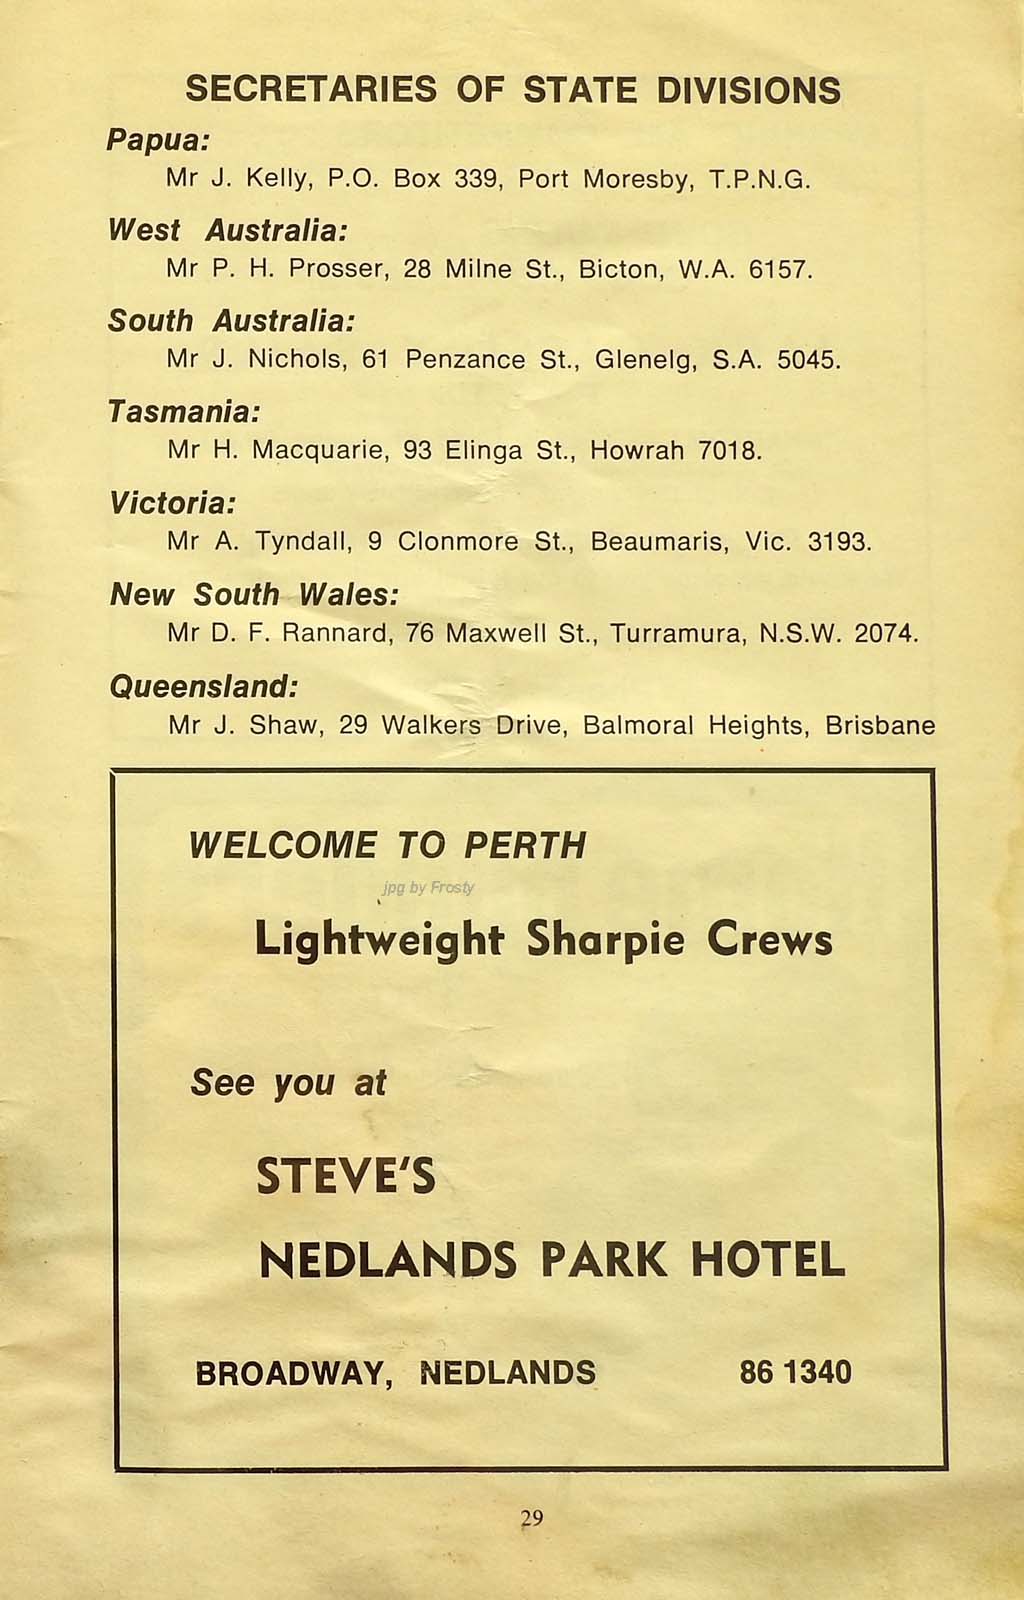 SECRETARIES OF STATE DIVISIONS
Papua:
Mr J. Kelly, P.O. Box 339, Port Moresby, T.P.N.G.
West Australia:
Mr P. H. Prosser, 28 Milne St., Bicton, W.A. 6157.
South Australia:
Mr J. Nichols, 61 Penzance St., Glenelg, S.A. 5045.
Tasmania:
Mr H. Macquarie, 93 Elinga St., Howrah 7018.
Victoria:
Mr A. Tyndall, 9 Clonmore St., Beaumaris, Vic. 3193.
New South Wales:
Mr D. F. Rannard, 76 Maxwell St., Turramura, N.S.W. 2074.
Queensland:
Mr J. Shaw, 29 Walkers Drive, Balmoral Heights, Brisbane
WELCOME TO PERTH
jpg by Frosty
Lightweight Sharpie Crews
See you at
STEVE'S
NEDLANDS PARK HOTEL
BROADWAY, NEDLANDS 86 1340
29